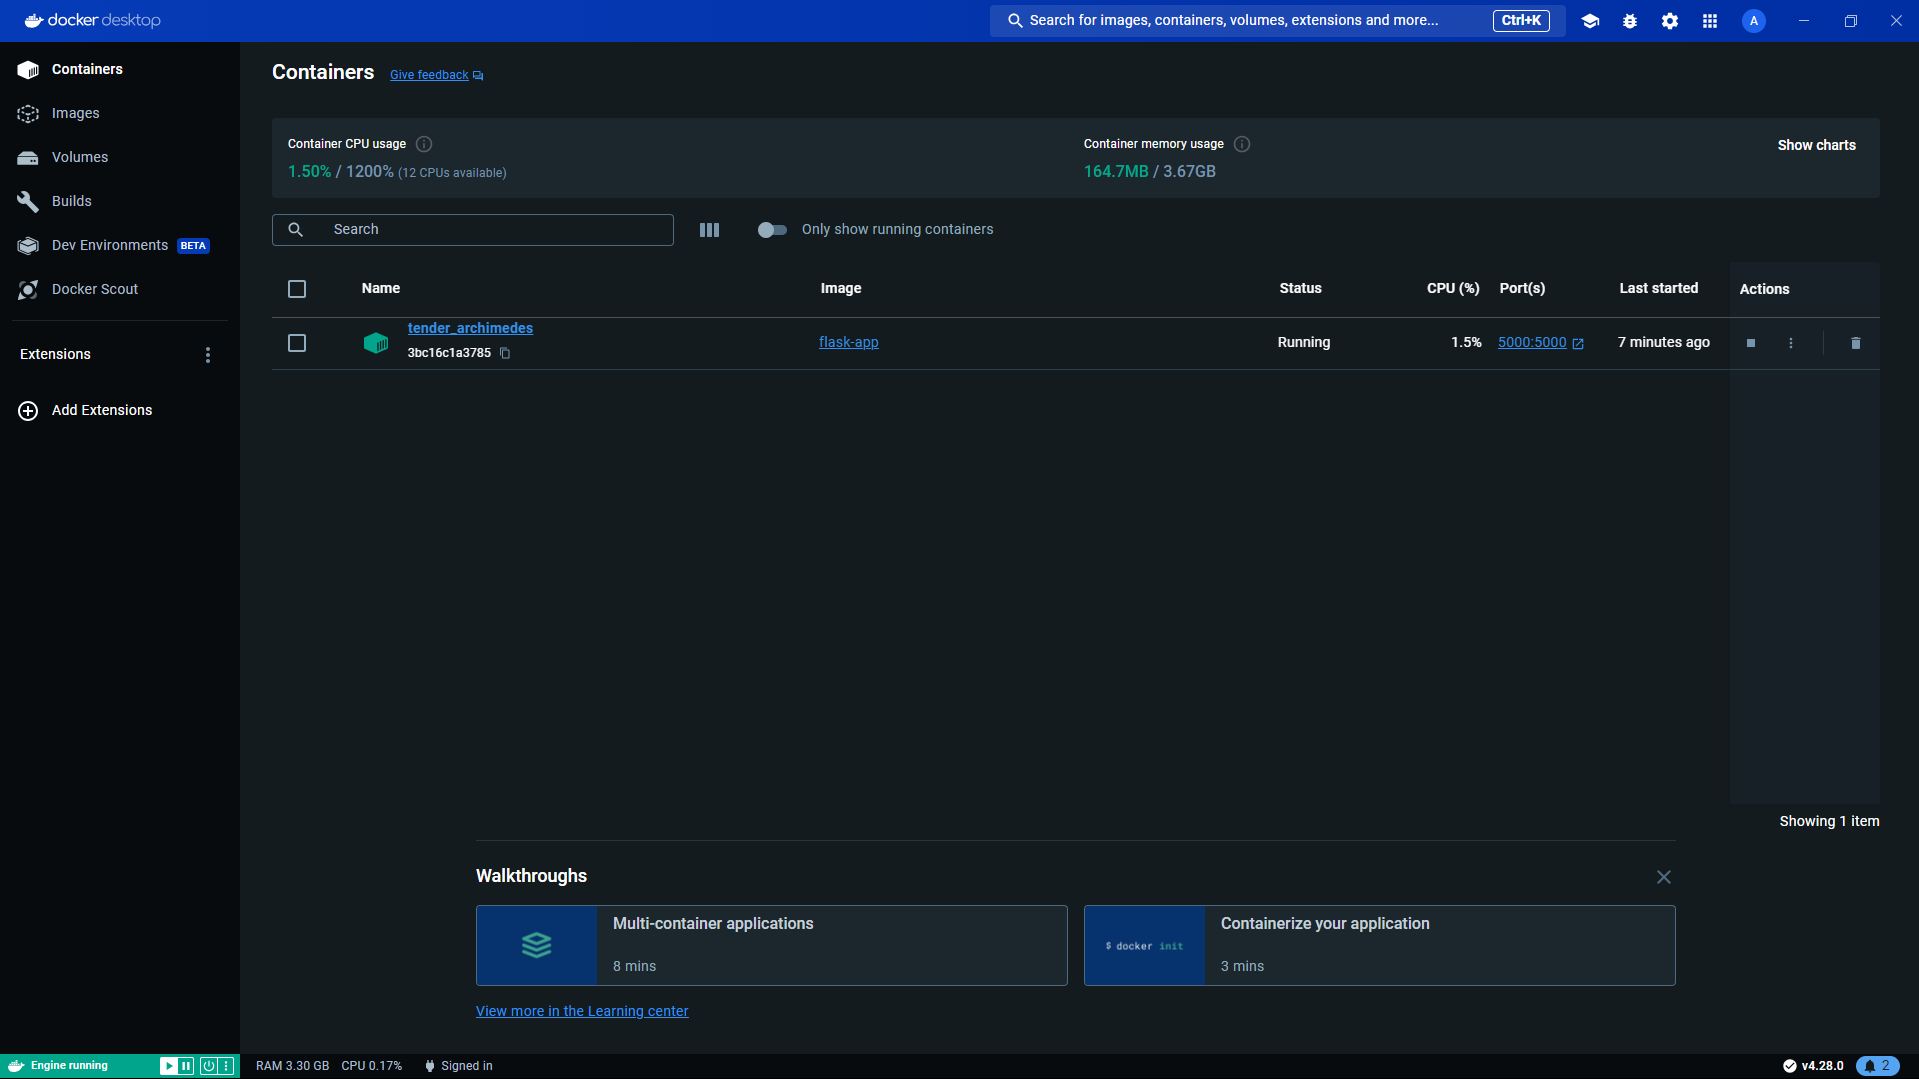 docker desktop
Search for images, containers, volumes, extensions and more...
Ctrl+K
A
Containers
Images
Volumes
Builds
Dev Environments BETA
Docker Scout
Extensions
Add Extensions
Containers Give feedback
Container CPU usage
1.50% / 1200% (12 CPUs available)
Container memory usage
164.7MB / 3.67GB
Show charts
Search
Only show running containers
Name Image Status CPU (%) Port(s) Last started Actions
tender_archimedes
3bc16c1a3785
flask-app Running 1.5% 5000:5000 7 minutes ago
Showing 1 item
Walkthroughs
Multi-container applications
8 mins
$ docker init
Containerize your application
3 mins
View more in the Learning center
Engine running RAM 3.30 GB CPU 0.17% Signed in v4.28.0 2